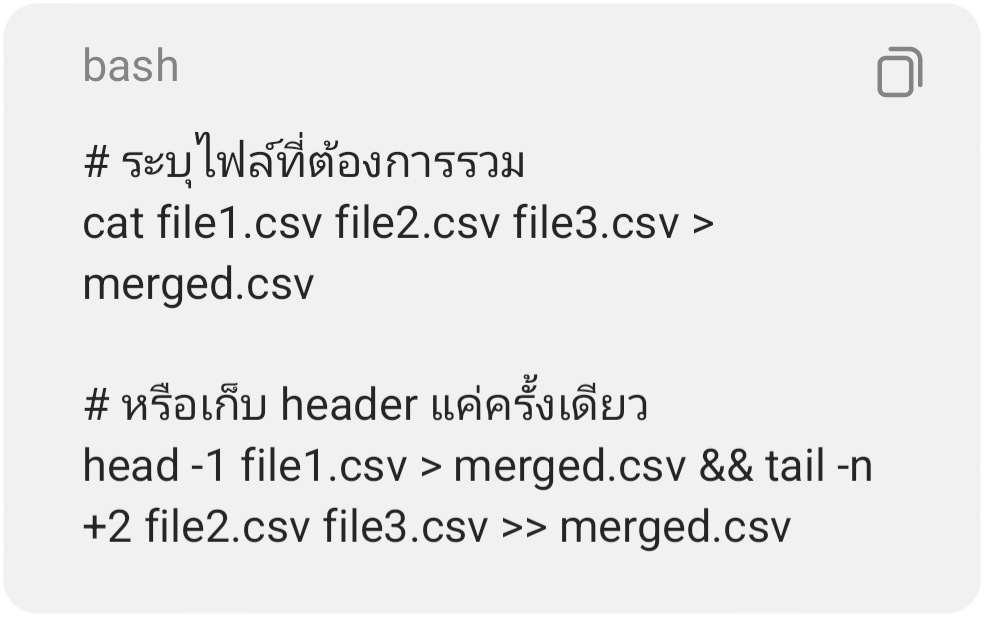 bash
# ระบุไฟล์ที่ต้องการรวม
cat file1.csv file2.csv file3.csv >
merged.csv
# หรือเก็บ header แค่ครั้งเดียว
head -1 file1.csv > merged.csv && tail -n
+2 file2.csv file3.csv >> merged.csv